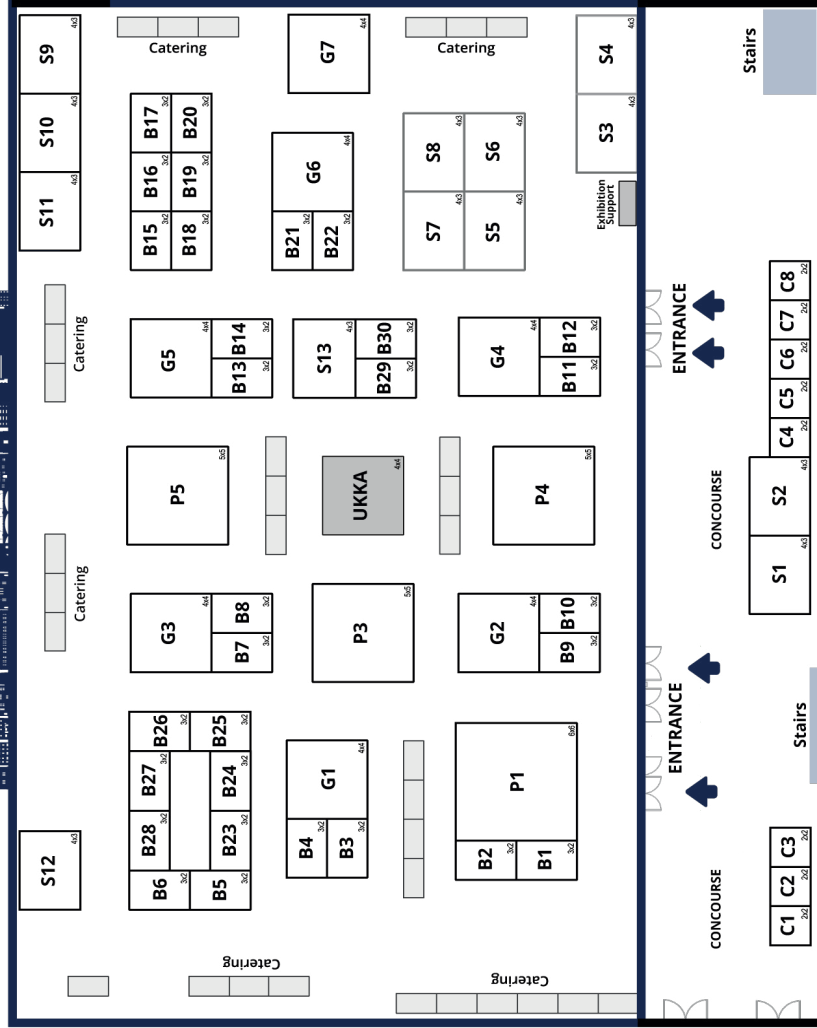 S9
4x3
S10
4x3
S11
4x3
Catering
G7
4x4
Catering
S4
4x3
S3
4x3
Exhibition
Support
Stairs
B17
3x2
B20
3x2
B16
3x2
B19
3x2
B15
3x2
B18
3x2
G6
4x4
B21
3x2
B22
3x2
S8
4x3
S6
4x3
S7
4x3
S5
4x3
Catering
G5
4x4
B14
3x2
B13
3x2
S13
4x3
B30
3x2
B29
3x2
G4
4x4
B12
3x2
B11
3x2
ENTRANCE
C8
2x2
C7
2x2
C6
2x2
C5
2x2
C4
2x2
P5
5x5
UKKA
4x4
P4
5x5
CONCOURSE
S2
4x3
S1
4x3
Catering
G3
4x4
B8
3x2
B7
3x2
P3
5x5
G2
4x4
B10
3x2
B9
3x2
ENTRANCE
Stairs
B26
3x2
B25
3x2
B27
3x2
B24
3x2
B28
3x2
B23
3x2
B6
3x2
B5
3x2
G1
4x4
B4
3x2
B3
3x2
P1
6x6
B2
3x2
B1
3x2
S12
4x3
C3
2x2
C2
2x2
C1
2x2
CONCOURSE
Catering
Catering